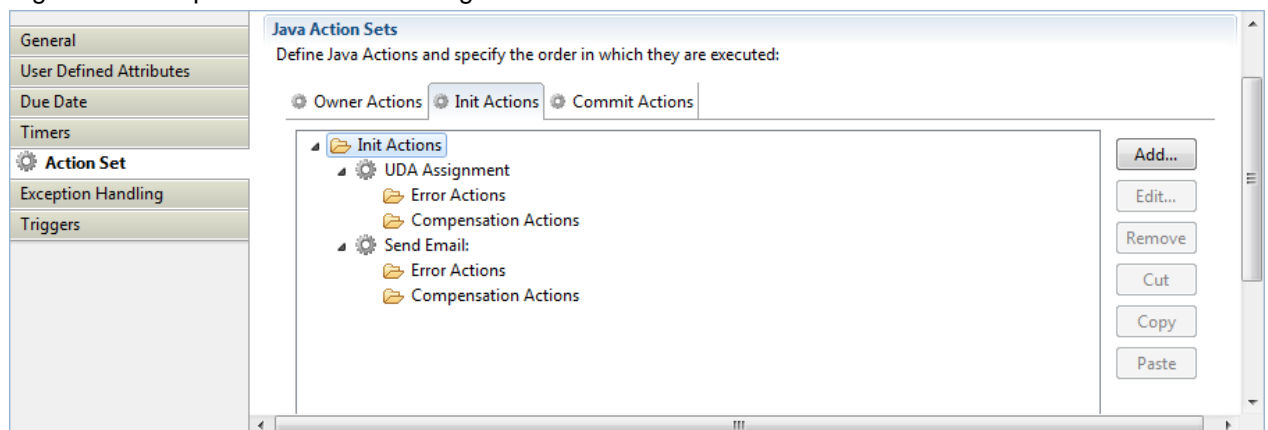 General
User Defined Attributes
Due Date
Timers
Action Set
Exception Handling
Triggers
Java Action Sets
Define Java Actions and specify the order in which they are executed:
Owner Actions Init Actions Commit Actions
Init Actions
UDA Assignment
Error Actions
Compensation Actions
Send Email:
Error Actions
Compensation Actions
Add...
Edit...
Remove
Cut
Copy
Paste